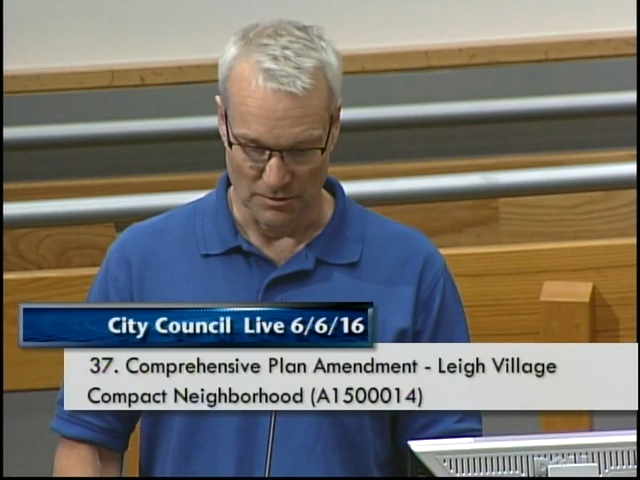 City Council Live 6/6/16
37. Comprehensive Plan Amendment - Leigh Village
Compact Neighborhood (A1500014)